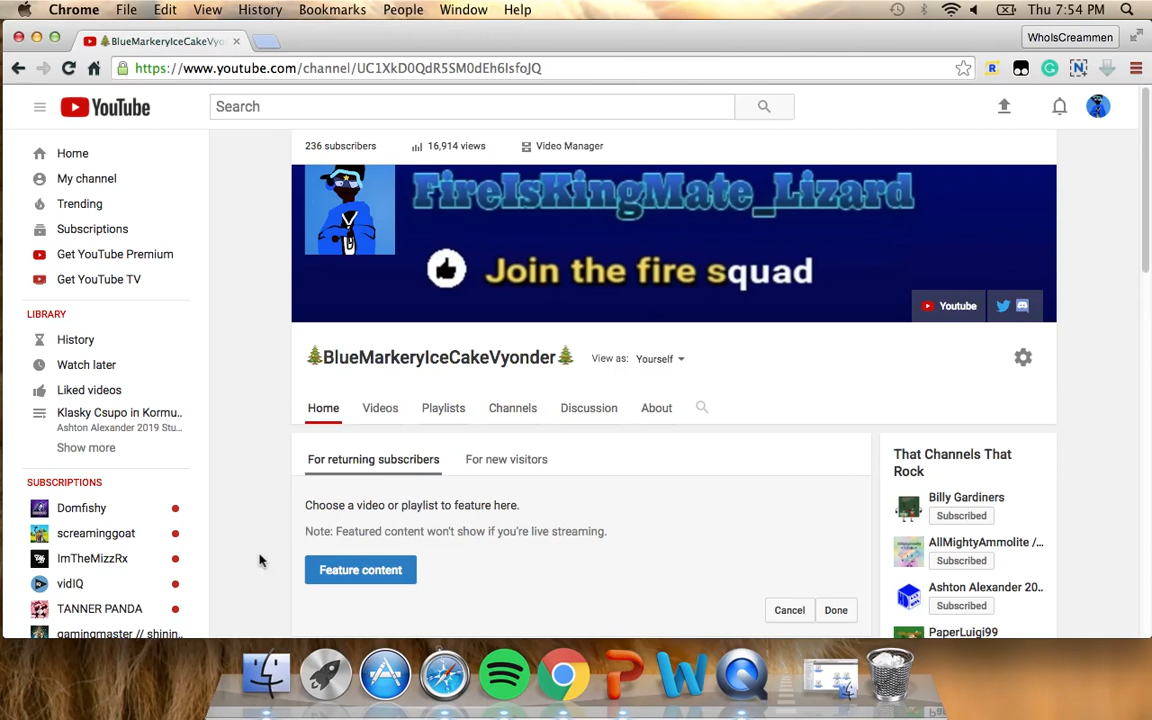 Chrome File Edit View History Bookmarks People Window Help Thu 7:54 PM
🎄BlueMarkeryIceCakeVyo WhoIsCreammen
https://www.youtube.com/channel/UC1XkD0QdR5SM0dEh6IsfoJQ
YouTube Search
236 subscribers 16,914 views Video Manager
FireIsKingMate_Lizard
Join the fire squad
Youtube
🎄BlueMarkeryIceCakeVyonder🎄 View as: Yourself
Home Videos Playlists Channels Discussion About
For returning subscribers For new visitors
Choose a video or playlist to feature here.
Note: Featured content won't show if you're live streaming.
Feature content
Cancel Done
Home
My channel
Trending
Subscriptions
Get YouTube Premium
Get YouTube TV
LIBRARY
History
Watch later
Liked videos
Klasky Csupo in Kormu..
Ashton Alexander 2019 Stu...
Show more
SUBSCRIPTIONS
Domfishy
screaminggoat
ImTheMizzRx
vidIQ
TANNER PANDA
gamingmaster // shinin..
That Channels That
Rock
Billy Gardiners
Subscribed
AllMightyAmmolite /...
Subscribed
Ashton Alexander 20..
Subscribed
PaperLuigi99